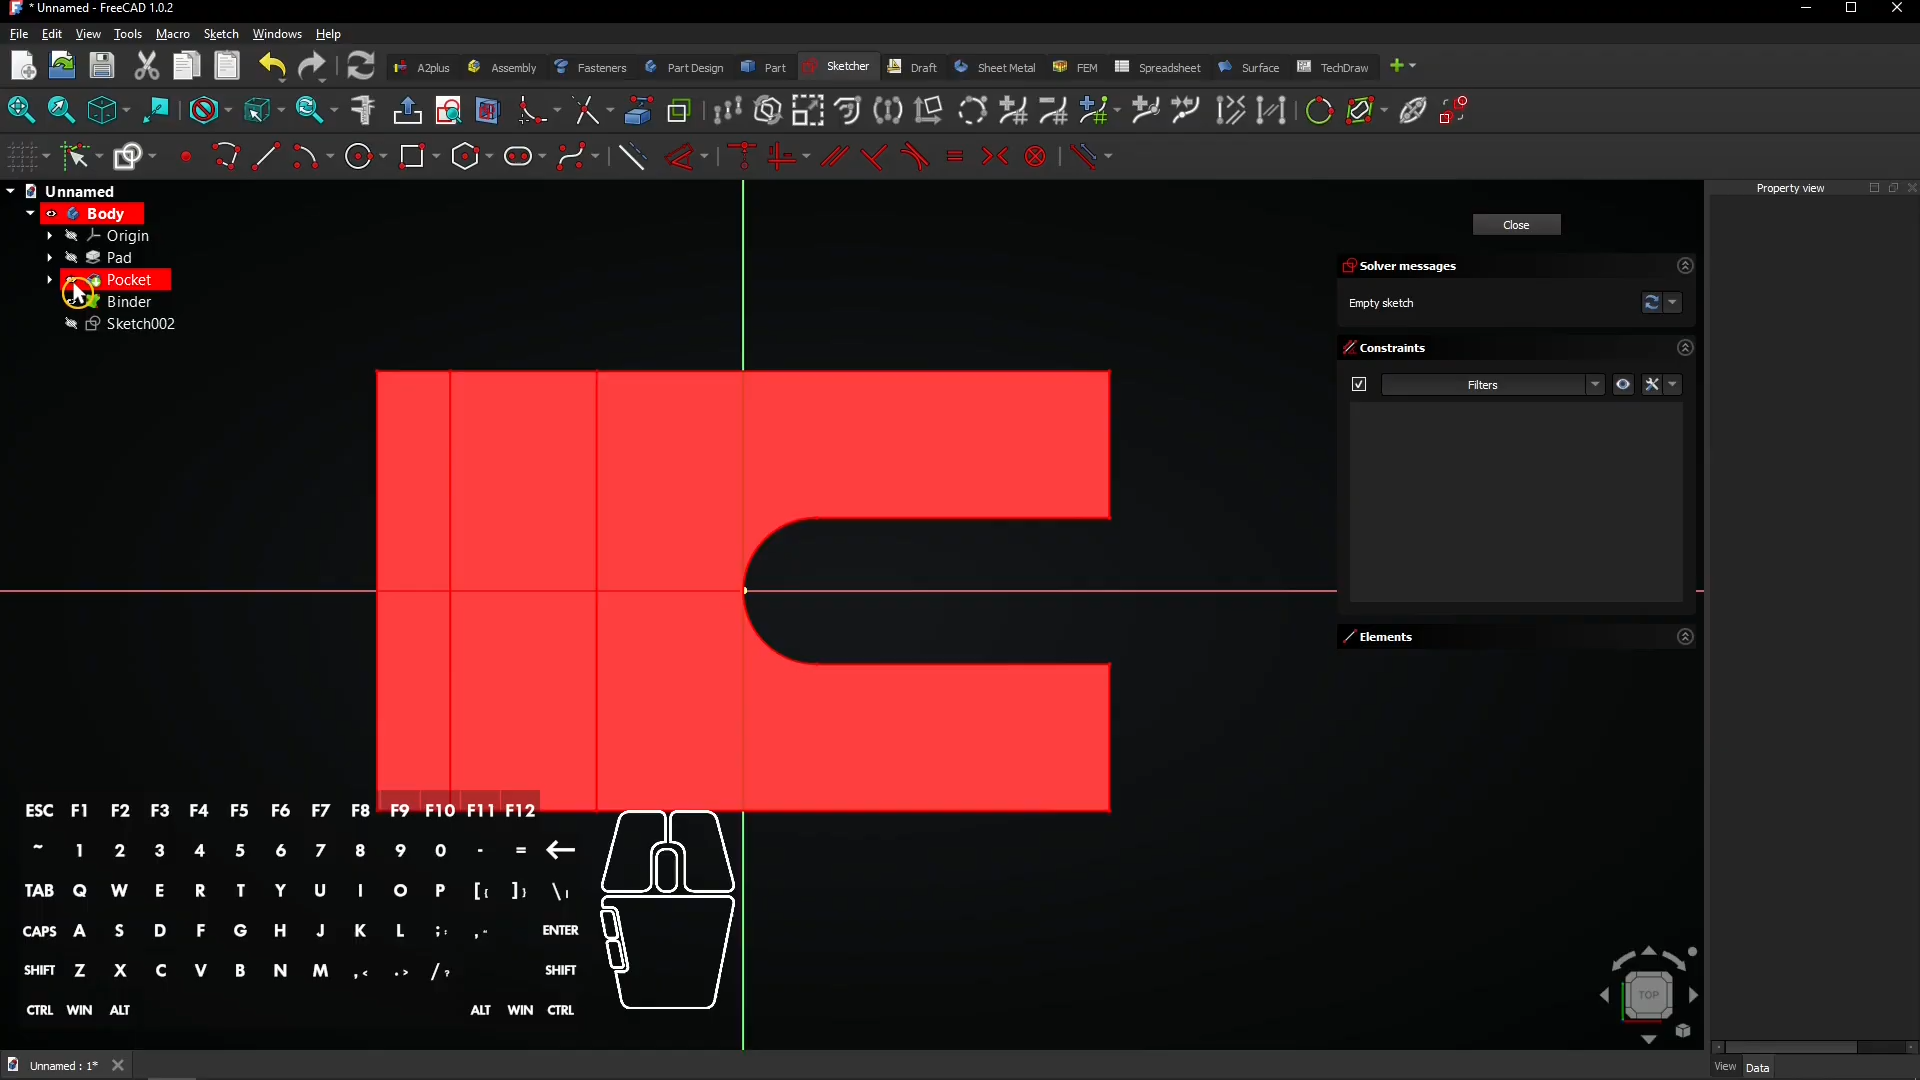 * Unnamed - FreeCAD 1.0.2
File Edit View Tools Macro Sketch Windows Help
A2plus Assembly Fasteners Part Design Part Sketcher Draft Sheet Metal FEM Spreadsheet Surface TechDraw
Unnamed
Body
Origin
Pad
Pocket
Binder
Sketch002
Close
Solver messages
Empty sketch
Constraints
Filters
Elements
Property view
ESC F1 F2 F3 F4 F5 F6 F7 F8 F9 F10 F11 F12
~ 1 2 3 4 5 6 7 8 9 0 - =
TAB Q W E R T Y U I O P [{ ]} \|
CAPS A S D F G H J K L ;: ," ENTER
SHIFT Z X C V B N M ,< .> /? SHIFT
CTRL WIN ALT ALT WIN CTRL
TOP
Unnamed : 1*
View Data